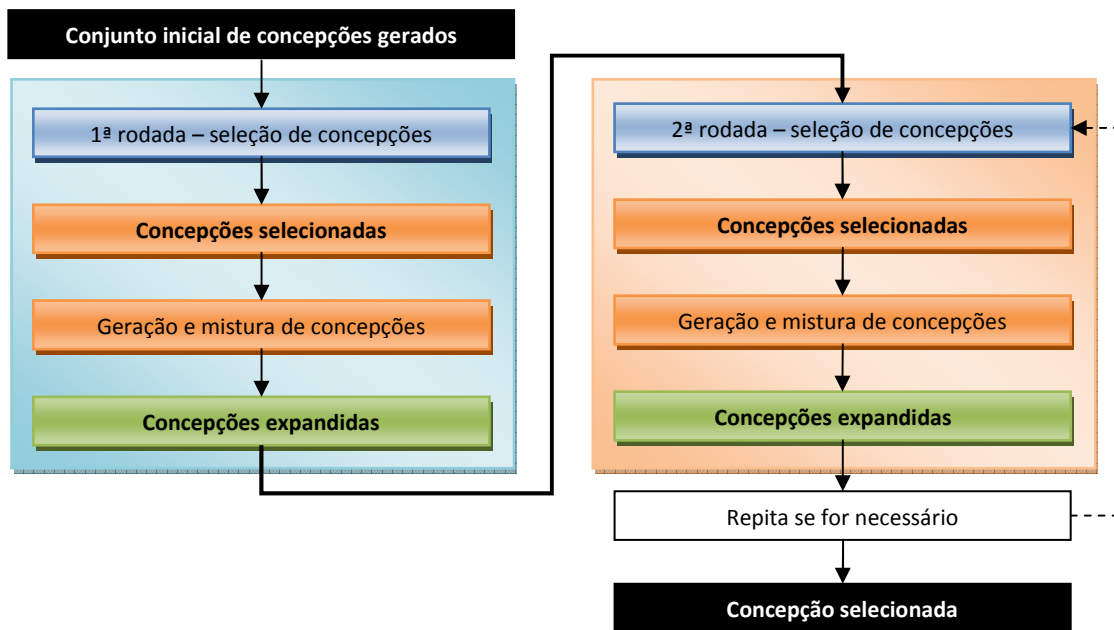 Conjunto inicial de concepções gerados
1ª rodada – seleção de concepções
Concepções selecionadas
Geração e mistura de concepções
Concepções expandidas
2ª rodada – seleção de concepções
Concepções selecionadas
Geração e mistura de concepções
Concepções expandidas
Repita se for necessário
Concepção selecionada